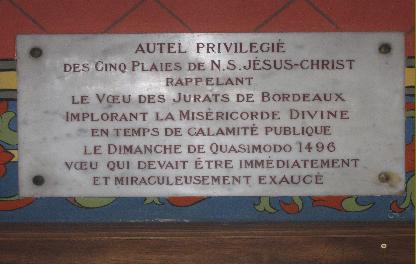 AUTEL PRIVILEGIÉ
DES CINQ PLAIES DE N.S. JÉSUS-CHRIST
RAPPELANT
LE VŒU DES JURATS DE BORDEAUX
IMPLORANT LA MISÉRICORDE DIVINE
EN TEMPS DE CALAMITÉ PUBLIQUE
LE DIMANCHE DE QUASIMODO 1496
VŒU QUI DEVAIT ÊTRE IMMÉDIATEMENT
ET MIRACULEUSEMENT EXAUCÉ